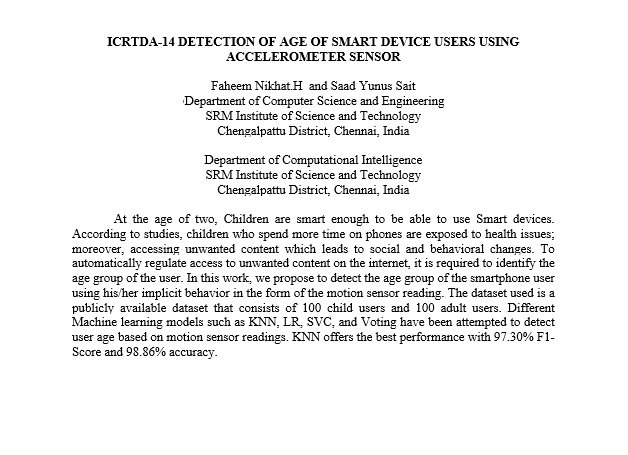 ICRTDA-14 DETECTION OF AGE OF SMART DEVICE USERS USING
ACCELEROMETER SENSOR
Faheem Nikhat.H and Saad Yunus Sait
Department of Computer Science and Engineering
SRM Institute of Science and Technology
Chengalpattu District, Chennai, India
Department of Computational Intelligence
SRM Institute of Science and Technology
Chengalpattu District, Chennai, India
At the age of two, Children are smart enough to be able to use Smart devices.
According to studies, children who spend more time on phones are exposed to health issues;
moreover, accessing unwanted content which leads to social and behavioral changes. To
automatically regulate access to unwanted content on the internet, it is required to identify the
age group of the user. In this work, we propose to detect the age group of the smartphone user
using his/her implicit behavior in the form of the motion sensor reading. The dataset used is a
publicly available dataset that consists of 100 child users and 100 adult users. Different
Machine learning models such as KNN, LR, SVC, and Voting have been attempted to detect
user age based on motion sensor readings. KNN offers the best performance with 97.30% F1-
Score and 98.86% accuracy.